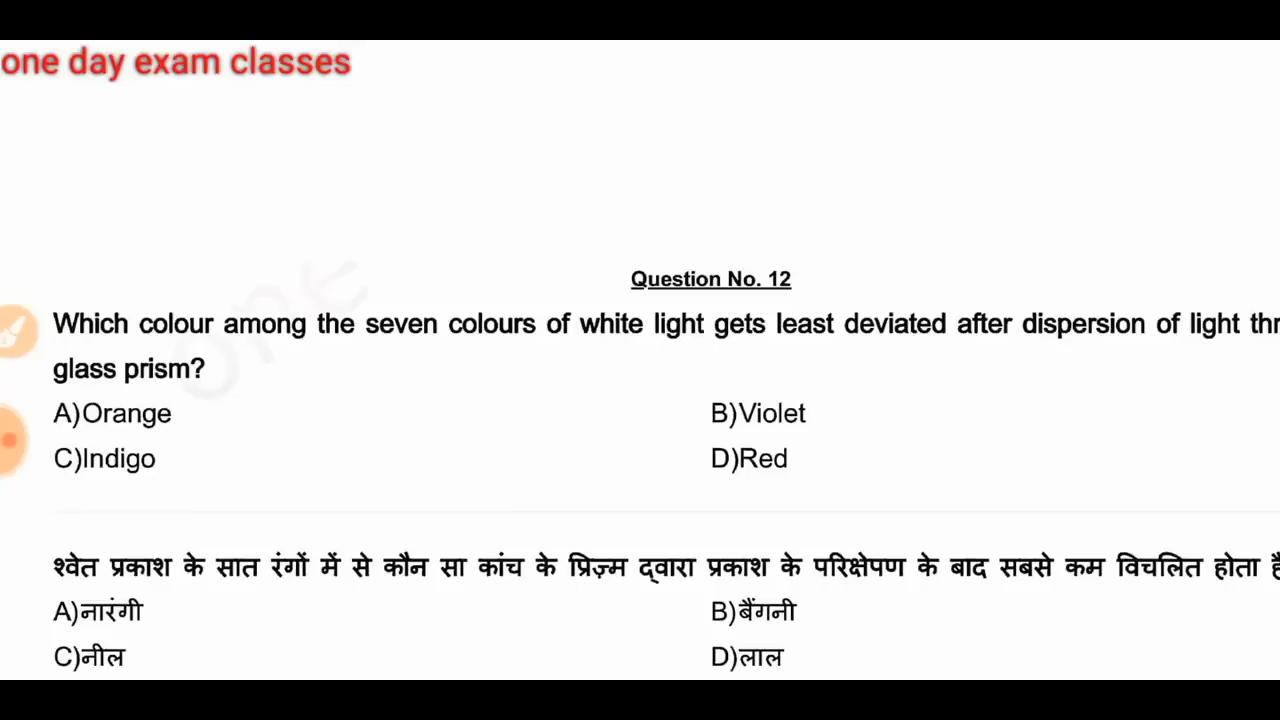 one day exam classes
Question No. 12
Which colour among the seven colours of white light gets least deviated after dispersion of light
glass prism?
A)Orange B)Violet
C)Indigo D)Red
श्वेत प्रकाश के सात रंगों में से कौन सा कांच के प्रिज़्म द्वारा प्रकाश के परिक्षेपण के बाद सबसे कम विचलित होता
A)नारंगी B)बैंगनी
C)नील D)लाल